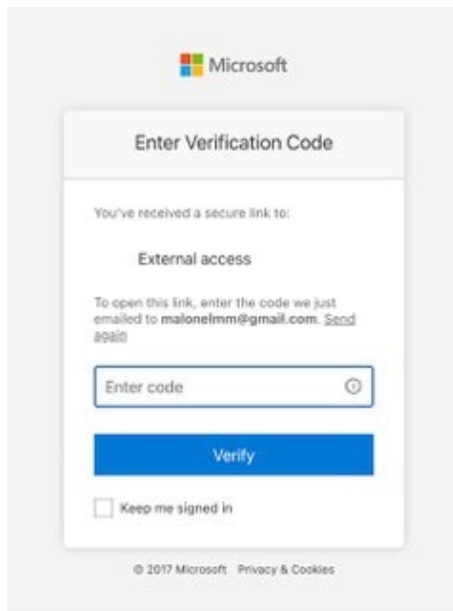 Microsoft
Enter Verification Code
You've received a secure link to:
External access
To open this link, enter the code we just
emailed to malonelmm@gmail.com. Send
again
Enter code
Verify
Keep me signed in
© 2017 Microsoft Privacy & Cookies